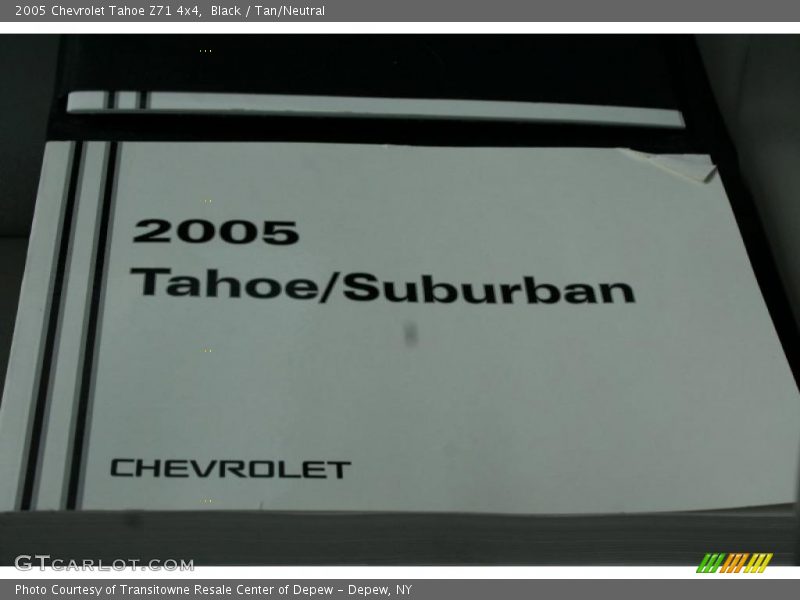 2005 Chevrolet Tahoe Z71 4x4,  Black / Tan/Neutral
2005
Tahoe/Suburban
CHEVROLET
GTCARLOT.COM
Photo Courtesy of Transitowne Resale Center of Depew – Depew, NY